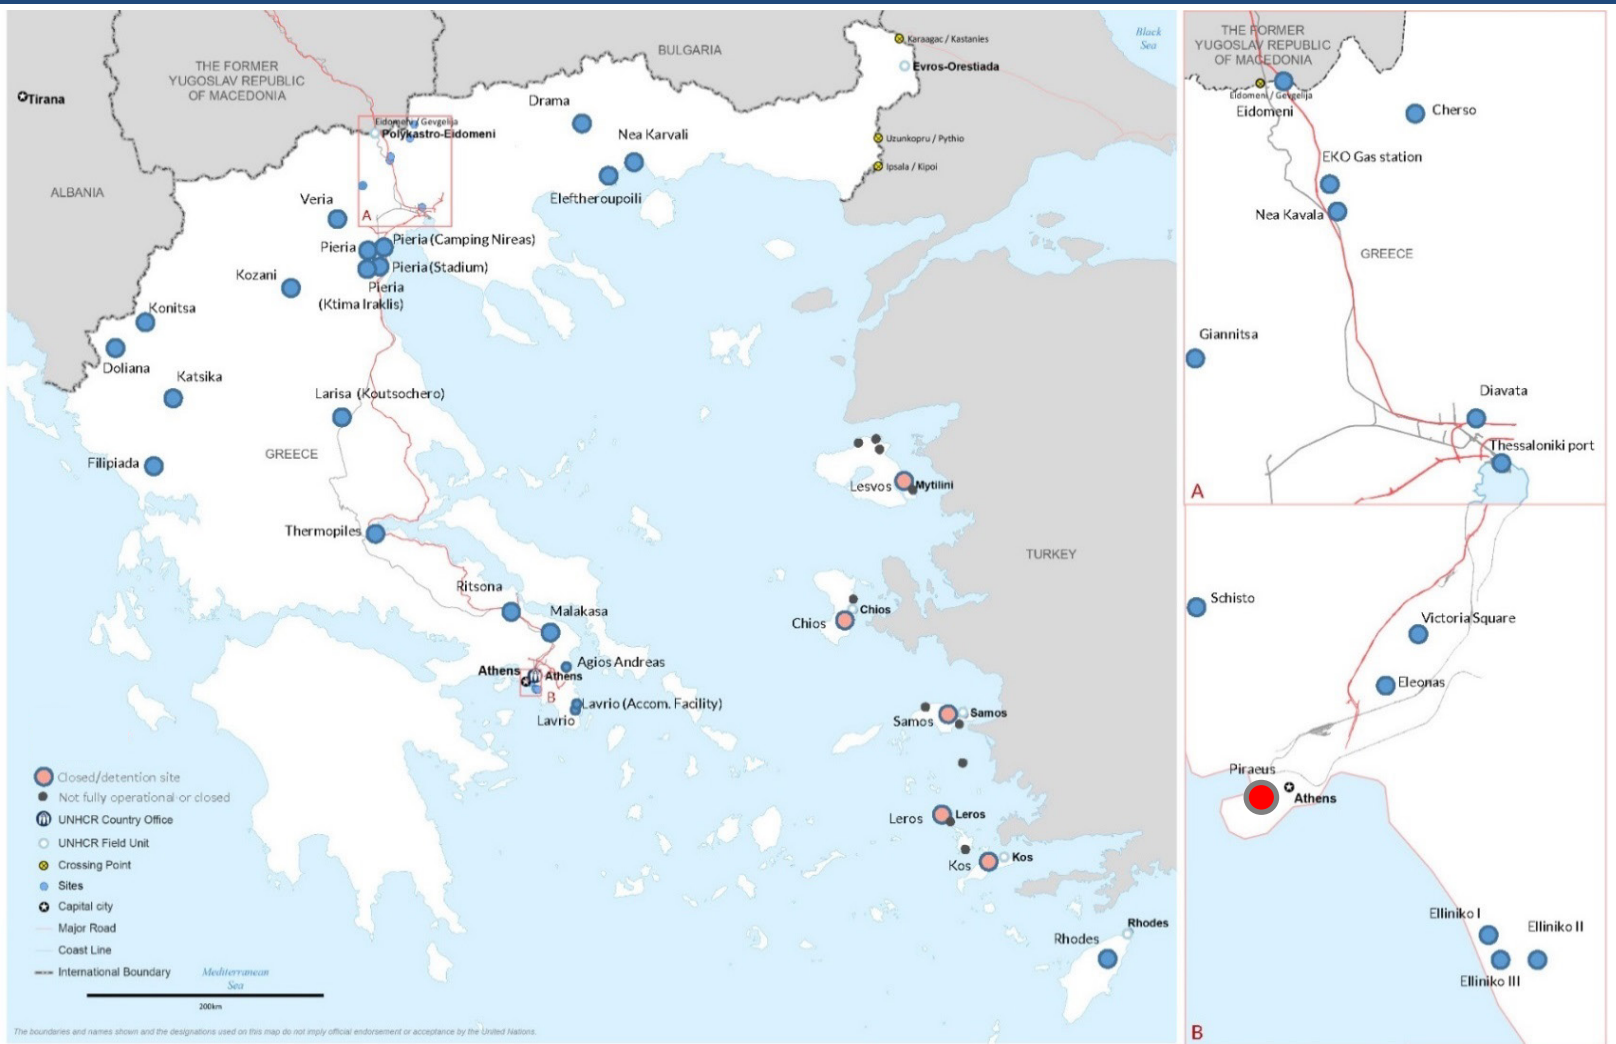 THE FORMER
YUGOSLAV REPUBLIC
OF MACEDONIA
BULGARIA
Black
Sea
Karaagac / Kastanies
Evros-Orestiada
Tirana
Drama
Eidomeni / Gevgelija
Polykastro-Eidomeni
Nea Karvali
Uzunkopru / Pythio
Ipsala / Kipoi
ALBANIA
Veria
A
Eleftheroupoili
Pieria
Pieria (Camping Nireas)
Kozani
Pieria (Stadium)
Pieria
(Ktima Iraklis)
Konitsa
Doliana
Katsika
Larisa (Koutsochero)
GREECE
Filipiada
Lesvos
Mytilini
Thermopiles
TURKEY
Ritsona
Malakasa
Chios
Chios
Agios Andreas
Athens
Athens
B
Lavrio (Accom. Facility)
Lavrio
Samos
Samos
Leros
Leros
Kos
Kos
Rhodes
Rhodes
Closed/detention site
Not fully operational or closed
UNHCR Country Office
UNHCR Field Unit
Crossing Point
Sites
Capital city
Major Road
Coast Line
International Boundary
Mediterranean
Sea
200km
The boundaries and names shown and the designations used on this map do not imply official endorsement or acceptance by the United Nations.
THE FORMER
YUGOSLAV REPUBLIC
OF MACEDONIA
Eidomeni / Gevgelija
Eidomeni
Cherso
EKO Gas station
Nea Kavala
GREECE
Giannitsa
Diavata
Thessaloniki port
A
Schisto
Victoria Square
Eleonas
Piraeus
Athens
Elliniko I
Elliniko II
Elliniko III
B